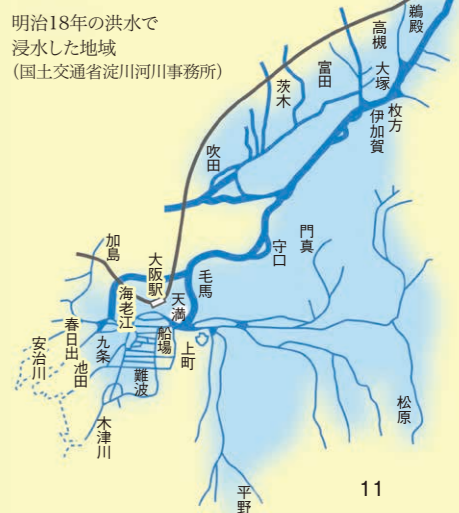 明治18年の洪水で
浸水した地域
（国土交通省淀川河川事務所）
鵜殿
高槻
大塚
富田
枚方
伊加賀
茨木
吹田
門真
守口
毛馬
加島
大阪駅
天満
海老江
船場
上町
春日出
九条
池田
安治川
難波
木津川
松原
平野
11